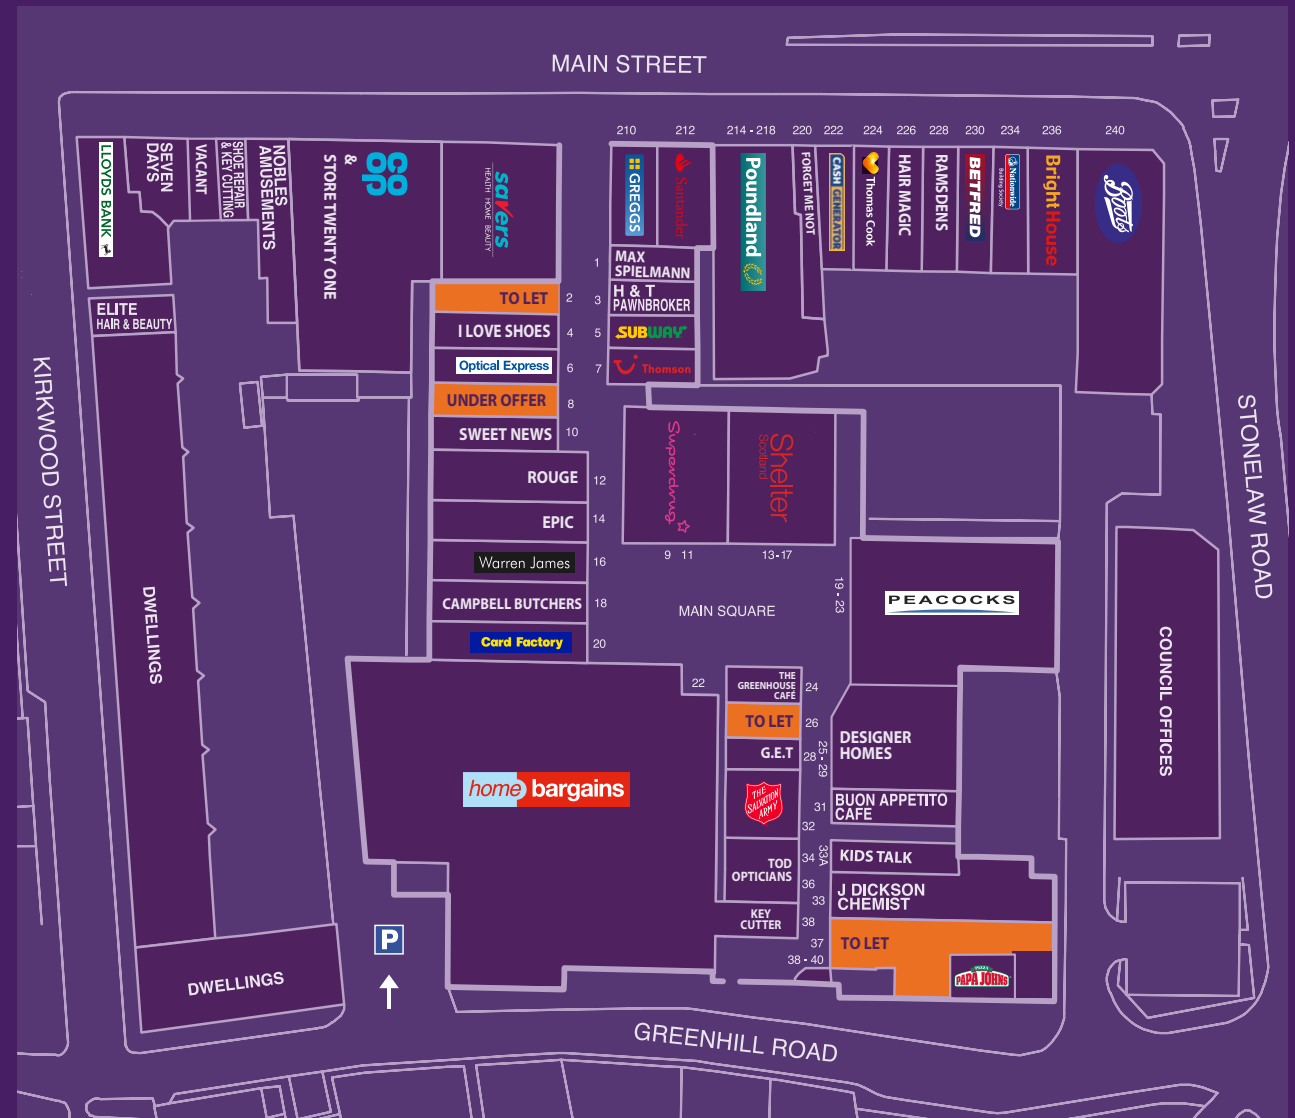 MAIN STREET
KIRKWOOD STREET
STONELAW ROAD
GREENHILL ROAD
LLOYDS BANK
SEVEN
DAYS
VACANT
SHOE REPAIR
& KEY CUTTING
NOBLES
AMUSEMENTS
CO
OP
&
STORE TWENTY ONE
savers
HEALTH HOME BEAUTY
210
212
214 - 218
220
222
224
226
228
230
234
236
240
GREGGS
Santander
Poundland
FORGET ME NOT
CASH GENERATOR
Thomas Cook
HAIR MAGIC
RAMSDENS
BETFRED
Nationwide
Building Society
BrightHouse
Boots
ELITE
HAIR & BEAUTY
DWELLINGS
DWELLINGS
TO LET
2
I LOVE SHOES
4
Optical Express
6
UNDER OFFER
8
SWEET NEWS
10
ROUGE
12
EPIC
14
Warren James
16
CAMPBELL BUTCHERS
18
Card Factory
20
1
MAX
SPIELMANN
3
H & T
PAWNBROKER
5
SUBWAY
7
Thomson
Superdrug
Shelter
Scotland
9 11
13-17
MAIN SQUARE
19 - 23
PEACOCKS
22
home bargains
THE
GREENHOUSE
CAFÉ
24
TO LET
26
G.E.T
28
25 - 29
DESIGNER
HOMES
THE
SALVATION
ARMY
31
BUON APPETITO
CAFE
32
TOD
OPTICIANS
34
33A
KIDS TALK
36
33
J DICKSON
CHEMIST
KEY
CUTTER
38
37
TO LET
38 - 40
PIZZA
PAPA JOHNS
COUNCIL OFFICES
P